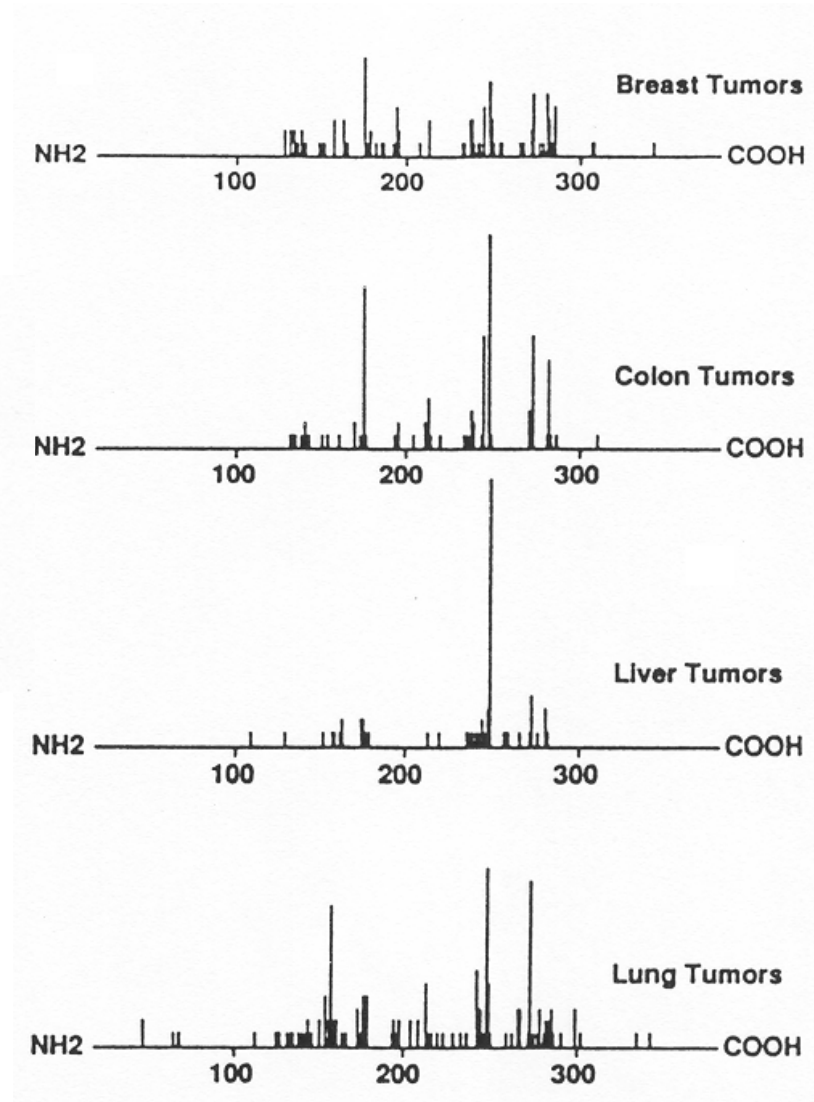 Breast Tumors
NH2 COOH
100 200 300
Colon Tumors
NH2 COOH
100 200 300
Liver Tumors
NH2 COOH
100 200 300
Lung Tumors
NH2 COOH
100 200 300